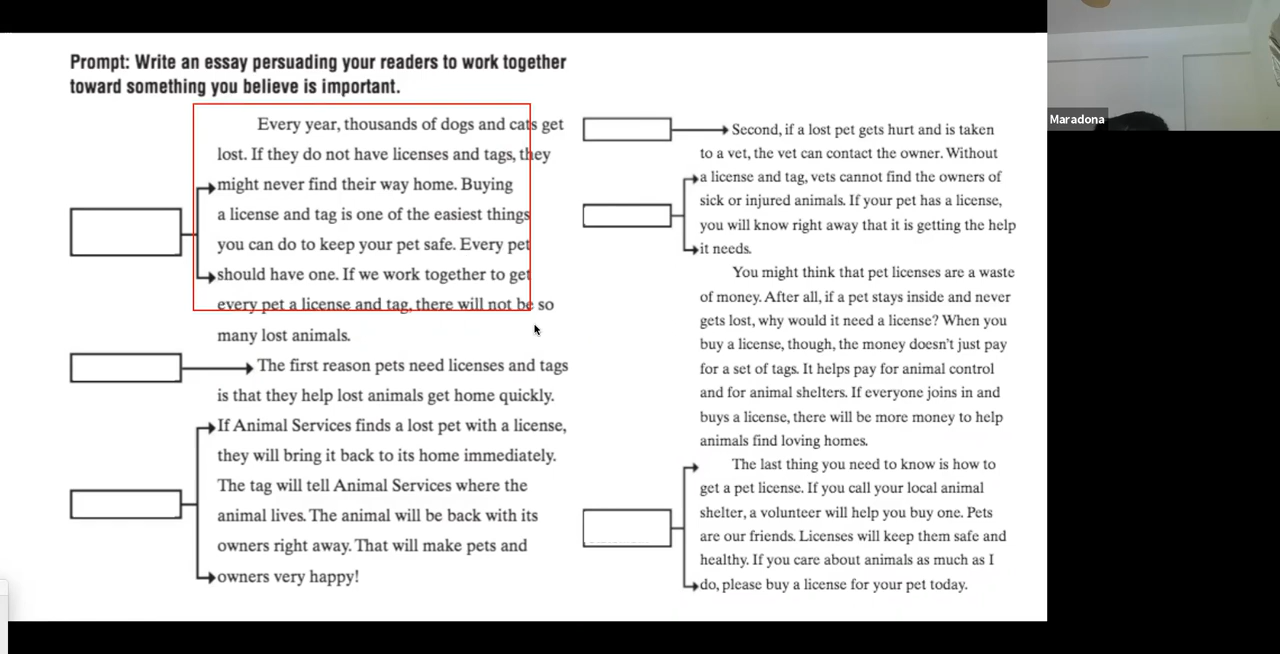 Prompt: Write an essay persuading your readers to work together
toward something you believe is important.
Every year, thousands of dogs and cats get
lost. If they do not have licenses and tags, they
might never find their way home. Buying
a license and tag is one of the easiest things
you can do to keep your pet safe. Every pet
should have one. If we work together to get
every pet a license and tag, there will not be so
many lost animals.
The first reason pets need licenses and tags
is that they help lost animals get home quickly.
If Animal Services finds a lost pet with a license,
they will bring it back to its home immediately.
The tag will tell Animal Services where the
animal lives. The animal will be back with its
owners right away. That will make pets and
owners very happy!
Second, if a lost pet gets hurt and is taken
to a vet, the vet can contact the owner. Without
a license and tag, vets cannot find the owners of
sick or injured animals. If your pet has a license,
you will know right away that it is getting the help
it needs.
You might think that pet licenses are a waste
of money. After all, if a pet stays inside and never
gets lost, why would it need a license? When you
buy a license, though, the money doesn't just pay
for a set of tags. It helps pay for animal control
and for animal shelters. If everyone joins in and
buys a license, there will be more money to help
animals find loving homes.
The last thing you need to know is how to
get a pet license. If you call your local animal
shelter, a volunteer will help you buy one. Pets
are our friends. Licenses will keep them safe and
healthy. If you care about animals as much as I
do, please buy a license for your pet today.
Maradona